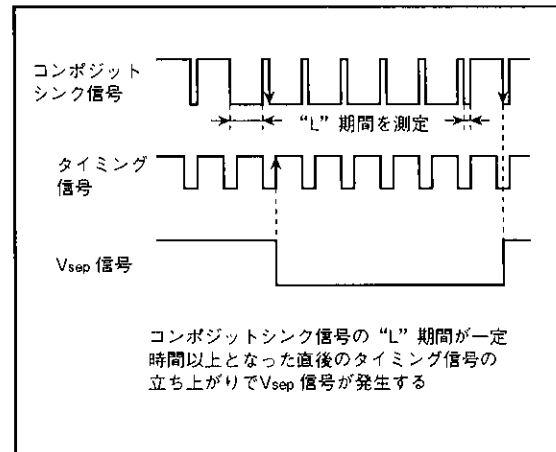 コンポジット
シンク信号
“L”期間を測定
タイミング
信号
Vsep 信号
コンポジットシンク信号の“L”期間が一定
時間以上となった直後のタイミング信号の
立ち上がりでVsep 信号が発生する